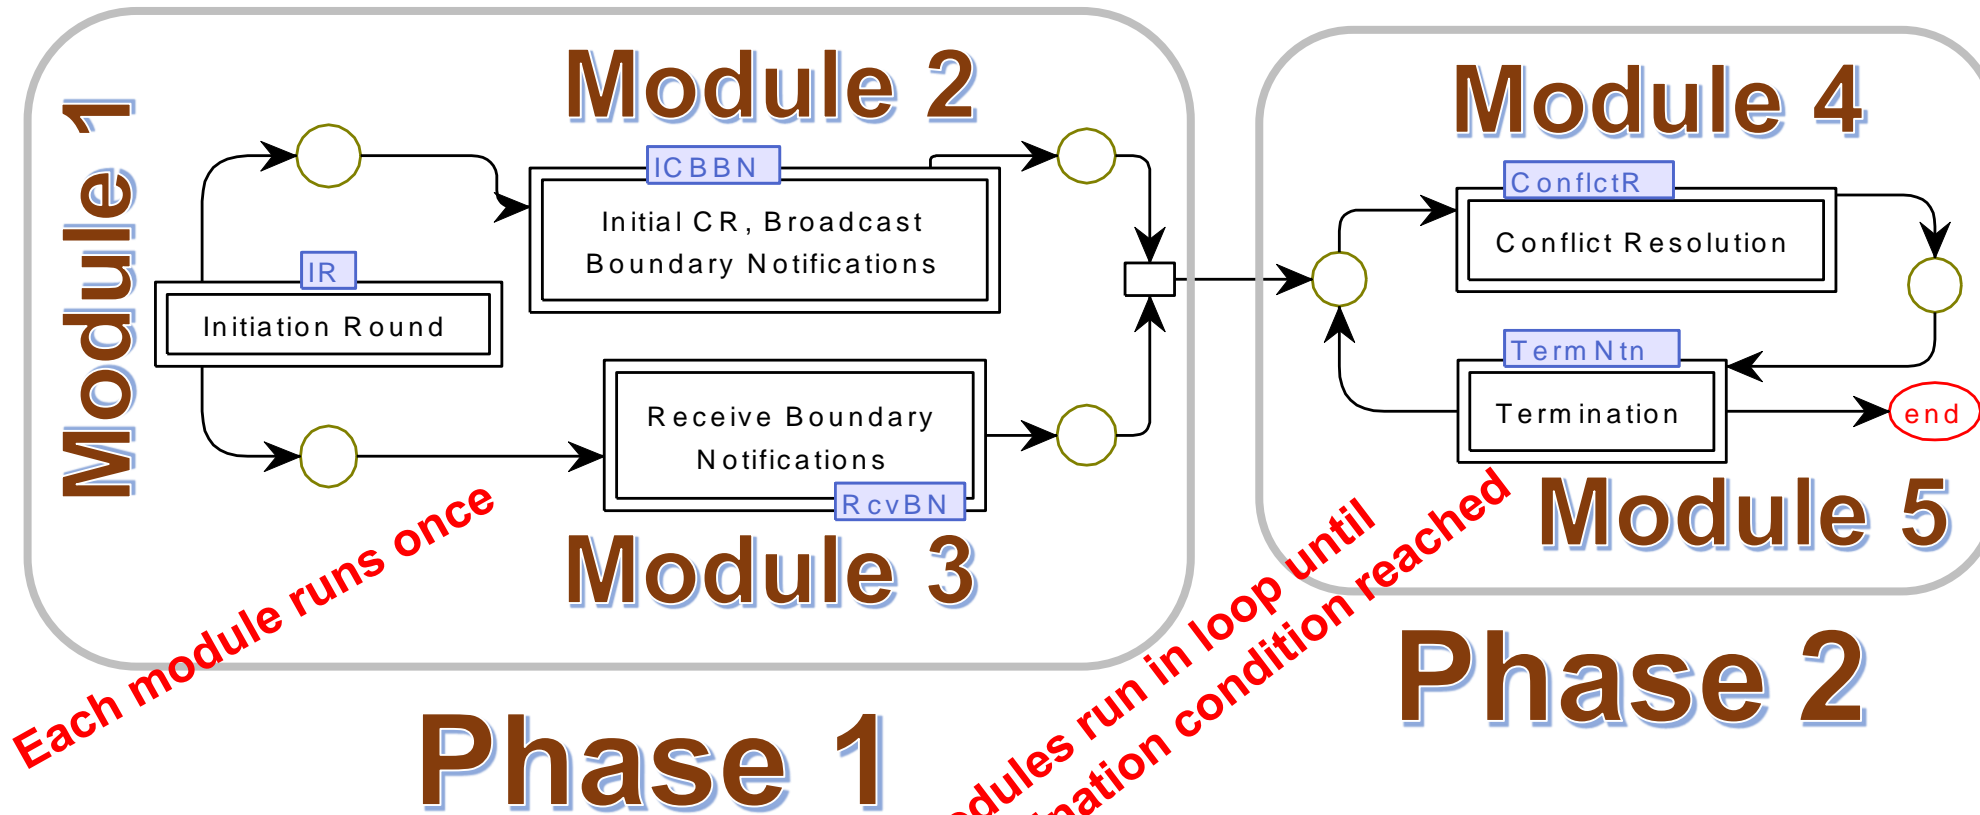 Module 1
Module 2
ICBBN
Initial CR, Broadcast
Boundary Notifications
IR
Initiation Round
Receive Boundary
Notifications
RcvBN
Module 3
Each module runs once
Phase 1
Module 4
ConflctR
Conflict Resolution
TermNtn
Termination
end
Module 5
run in loop until
condition reached
Phase 2